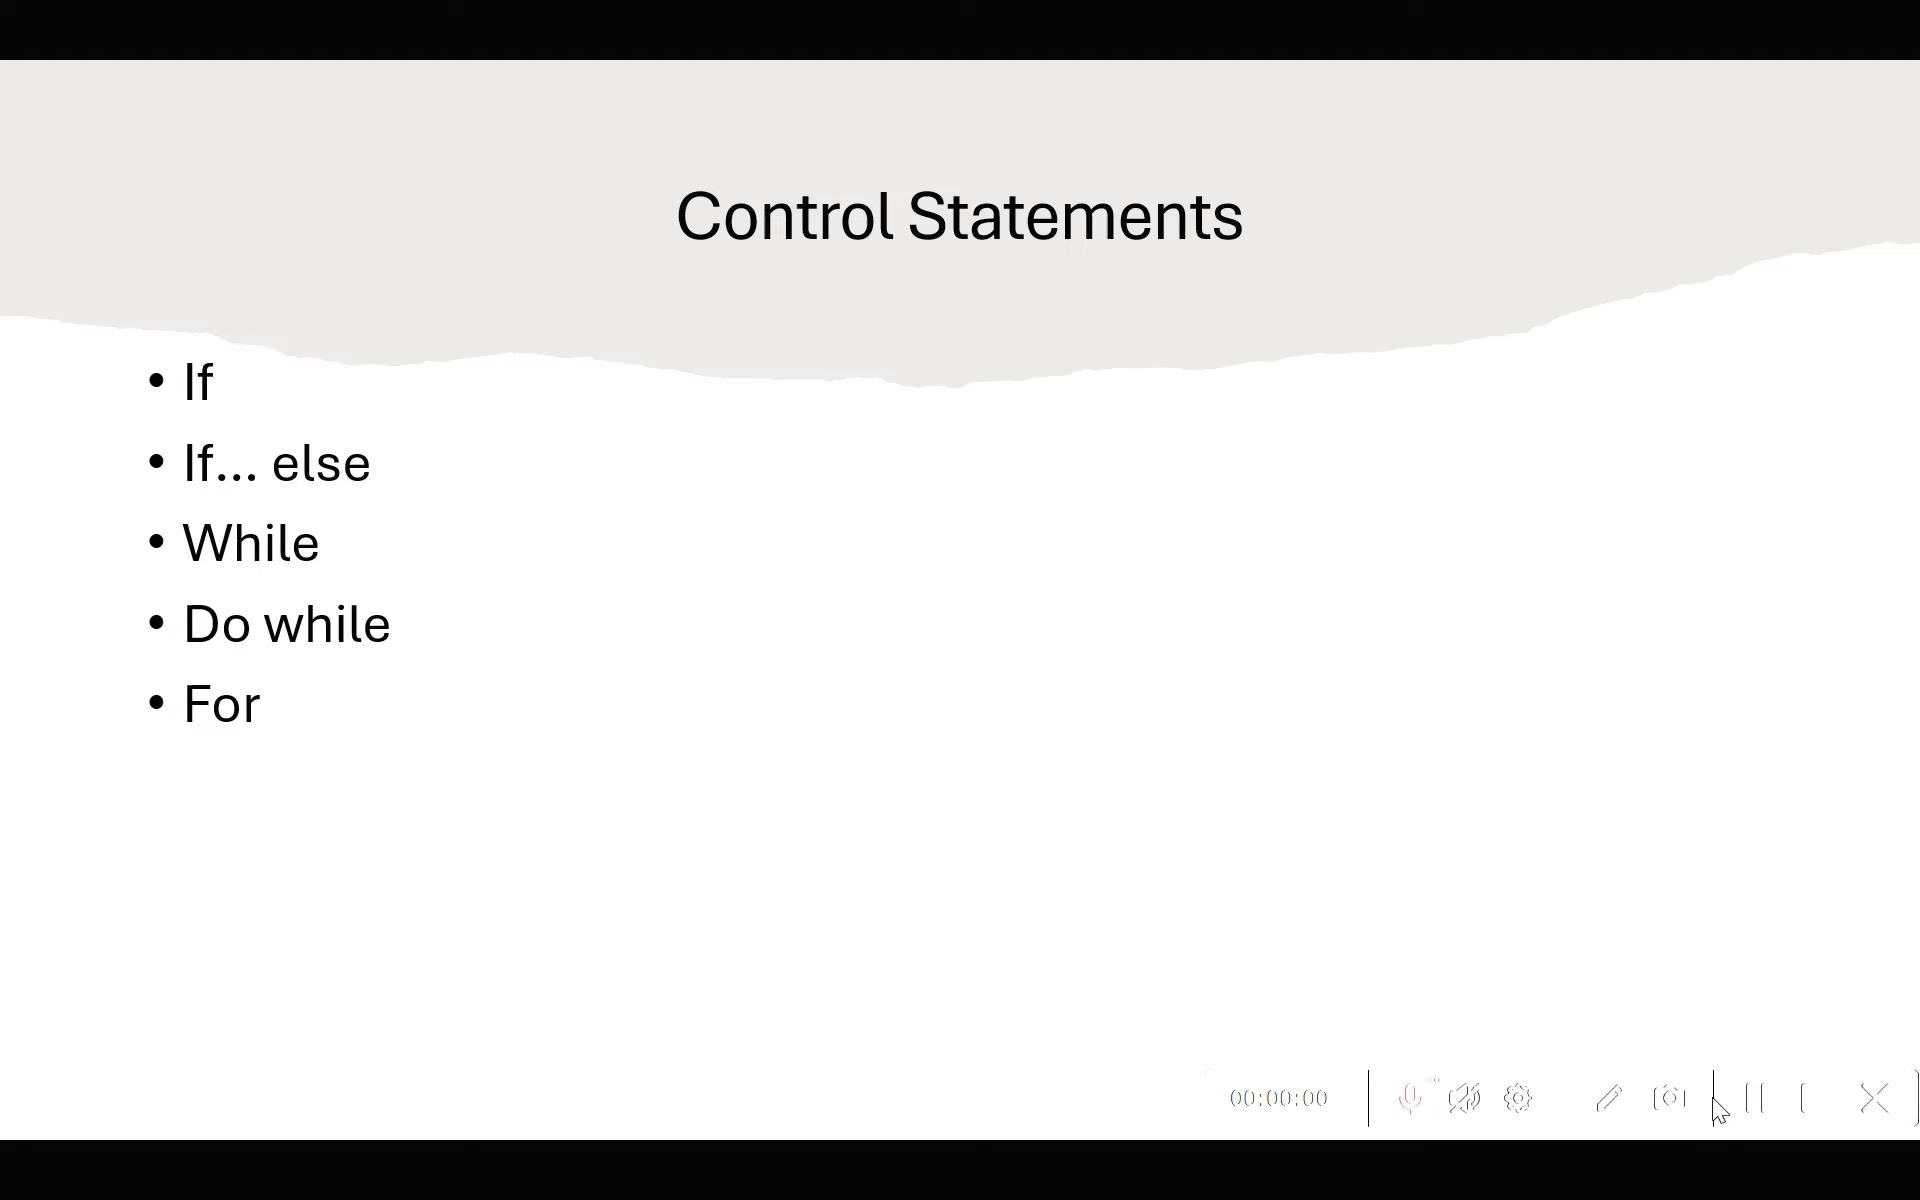 Control Statements
• If
• If... else
• While
• Do while
• For
00:00:00